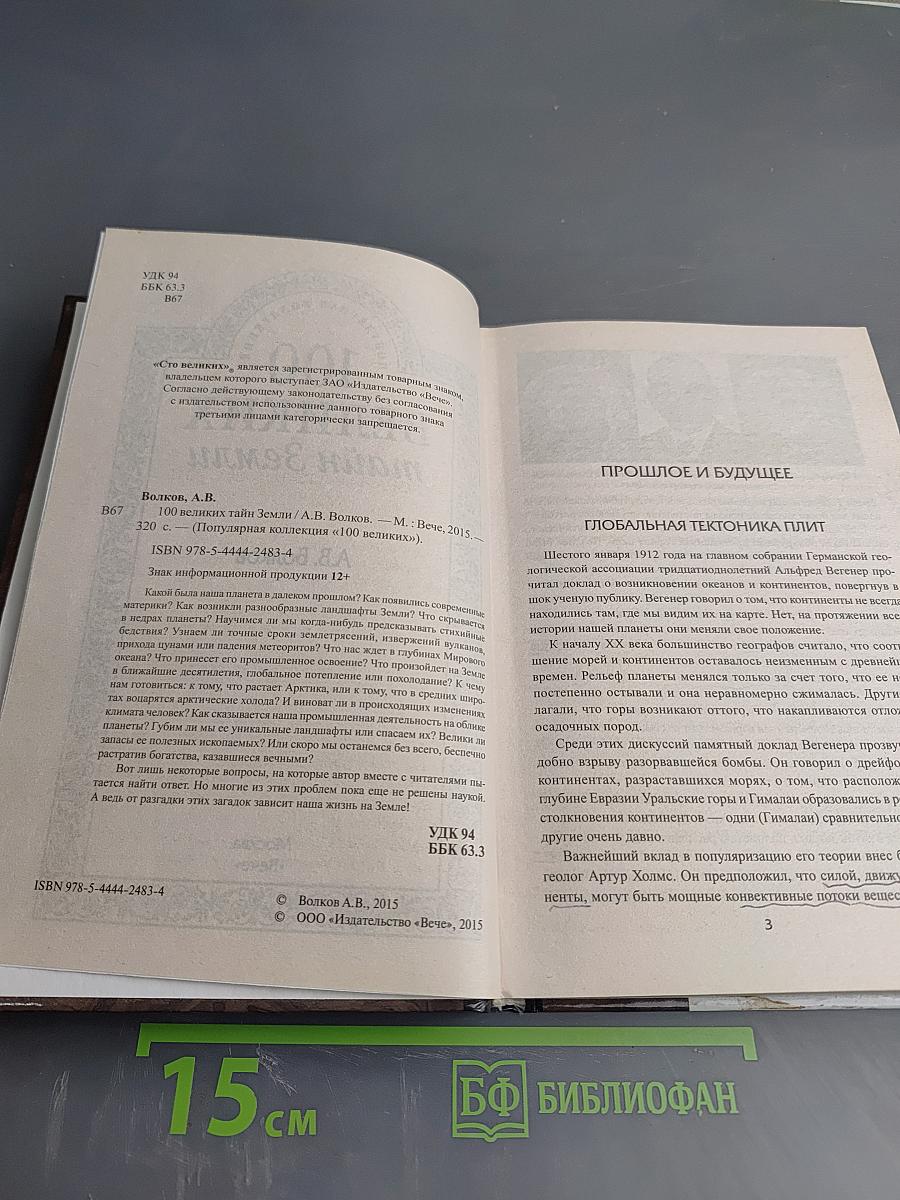 УДК 94
ББК 63.3
В67
«Сто великих»® является зарегистрированным товарным знаком,
владельцем которого выступает ЗАО «Издательство «Вече».
Согласно действующему законодательству без согласования
с издательством использование данного товарного знака
третьими лицами категорически запрещается.
Волков, А.В.
В67 100 великих тайн Земли / А.В. Волков. — М. : Вече, 2015. —
320 с. — (Популярная коллекция «100 великих»).
ISBN 978-5-4444-2483-4
Знак информационной продукции 12+
Какой была наша планета в далеком прошлом? Как появились современные
материки? Как возникли разнообразные ландшафты Земли? Что скрывается
в недрах планеты? Научимся ли мы когда-нибудь предсказывать стихийные
бедствия? Узнаем ли точные сроки землетрясений, извержений вулканов,
прихода цунами или падения метеоритов? Что нас ждет в глубинах Мирового
океана? Что принесет его промышленное освоение? Что произойдет на Земле
в ближайшие десятилетия, глобальное потепление или похолодание? К чему
нам готовиться: к тому, что растает Арктика, или к тому, что в средних широ-
тах воцарятся арктические холода? И виноват ли в происходящих изменениях
климата человек? Как сказывается наша промышленная деятельность на облике
планеты? Губим ли мы ее уникальные ландшафты или спасаем их? Велики ли
запасы ее полезных ископаемых? Или скоро мы останемся без всего, беспечно
растратив богатства, казавшиеся вечными?
Вот лишь некоторые вопросы, на которые автор вместе с читателями пы-
тается найти ответ. Но многие из этих проблем пока еще не решены наукой.
А ведь от разгадки этих загадок зависит наша жизнь на Земле!
УДК 94
ББК 63.3
ISBN 978-5-4444-2483-4
© Волков А.В., 2015
© ООО «Издательство «Вече», 2015
ПРОШЛОЕ И БУДУЩЕЕ
ГЛОБАЛЬНАЯ ТЕКТОНИКА ПЛИТ
Шестого января 1912 года на главном собрании Германской гео-
логической ассоциации тридцатиоднолетний Альфред Вегенер про-
читал доклад о возникновении океанов и континентов, повергнув в
шок ученую публику. Вегенер говорил о том, что континенты не всегда
находились там, где мы видим их на карте. Нет, на протяжении все
истории нашей планеты они меняли свое положение.
К началу XX века большинство географов считало, что соотн
шение морей и континентов оставалось неизменным с древнейш
времен. Рельеф планеты менялся только за счет того, что ее не
постепенно остывали и она неравномерно сжималась. Други
лагали, что горы возникают оттого, что накапливаются отлож
осадочных пород.
Среди этих дискуссий памятный доклад Вегенера прозвуч
добно взрыву разорвавшейся бомбы. Он говорил о дрейфо
континентах, разраставшихся морях, о том, что располож
глубине Евразии Уральские горы и Гималаи образовались в ре
столкновения континентов — одни (Гималаи) сравнительно
другие очень давно.
Важнейший вклад в популяризацию его теории внес б
геолог Артур Холмс. Он предположил, что силой, движу
ненты, могут быть мощные конвективные потоки вещес
3
15 см
БФ БИБЛИОФАН